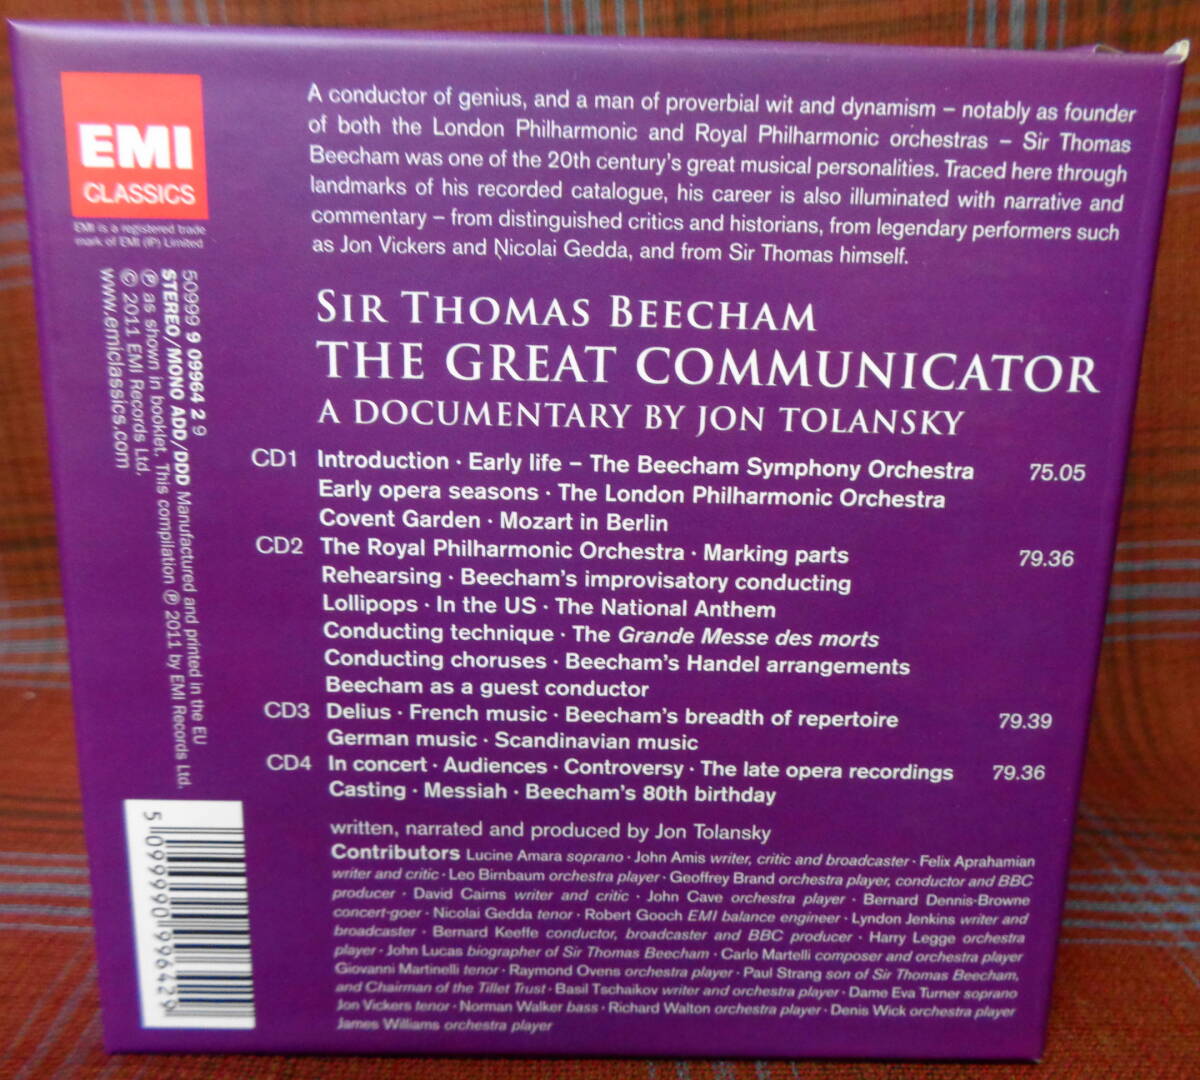 EMI
CLASSICS
EMI is a registered trade
mark of EMI (IP) Limited
50999 9 09964 2 9
STEREO/MONO ADD/DDD Manufactured and printed in the EU
℗ as shown in booklet. This compilation ℗ 2011 by EMI Records Ltd.
© 2011 EMI Records Ltd.
www.emiclassics.com
A conductor of genius, and a man of proverbial wit and dynamism – notably as founder
of both the London Philharmonic and Royal Philharmonic orchestras – Sir Thomas
Beecham was one of the 20th century's great musical personalities. Traced here through
landmarks of his recorded catalogue, his career is also illuminated with narrative and
commentary – from distinguished critics and historians, from legendary performers such
as Jon Vickers and Nicolai Gedda, and from Sir Thomas himself.
SIR THOMAS BEECHAM
THE GREAT COMMUNICATOR
A DOCUMENTARY BY JON TOLANSKY
CD1 Introduction · Early life – The Beecham Symphony Orchestra 75.05
Early opera seasons · The London Philharmonic Orchestra
Covent Garden · Mozart in Berlin
CD2 The Royal Philharmonic Orchestra · Marking parts 79.36
Rehearsing · Beecham's improvisatory conducting
Lollipops · In the US · The National Anthem
Conducting technique · The Grande Messe des morts
Conducting choruses · Beecham's Handel arrangements
Beecham as a guest conductor
CD3 Delius · French music · Beecham's breadth of repertoire 79.39
German music · Scandinavian music
CD4 In concert · Audiences · Controversy · The late opera recordings 79.36
Casting · Messiah · Beecham's 80th birthday
written, narrated and produced by Jon Tolansky
Contributors Lucine Amara soprano · John Amis writer, critic and broadcaster · Felix Aprahamian
writer and critic · Leo Birnbaum orchestra player · Geoffrey Brand orchestra player, conductor and BBC
producer · David Cairns writer and critic · John Cave orchestra player · Bernard Dennis-Browne
concert-goer · Nicolai Gedda tenor · Robert Gooch EMI balance engineer · Lyndon Jenkins writer and
broadcaster · Bernard Keeffe conductor, broadcaster and BBC producer · Harry Legge orchestra
player · John Lucas biographer of Sir Thomas Beecham · Carlo Martelli composer and orchestra player
Giovanni Martinelli tenor · Raymond Ovens orchestra player · Paul Strang son of Sir Thomas Beecham,
and Chairman of the Tillet Trust · Basil Tschaikov writer and orchestra player · Dame Eva Turner soprano
Jon Vickers tenor · Norman Walker bass · Richard Walton orchestra player · Denis Wick orchestra player
James Williams orchestra player
5 099990 996429